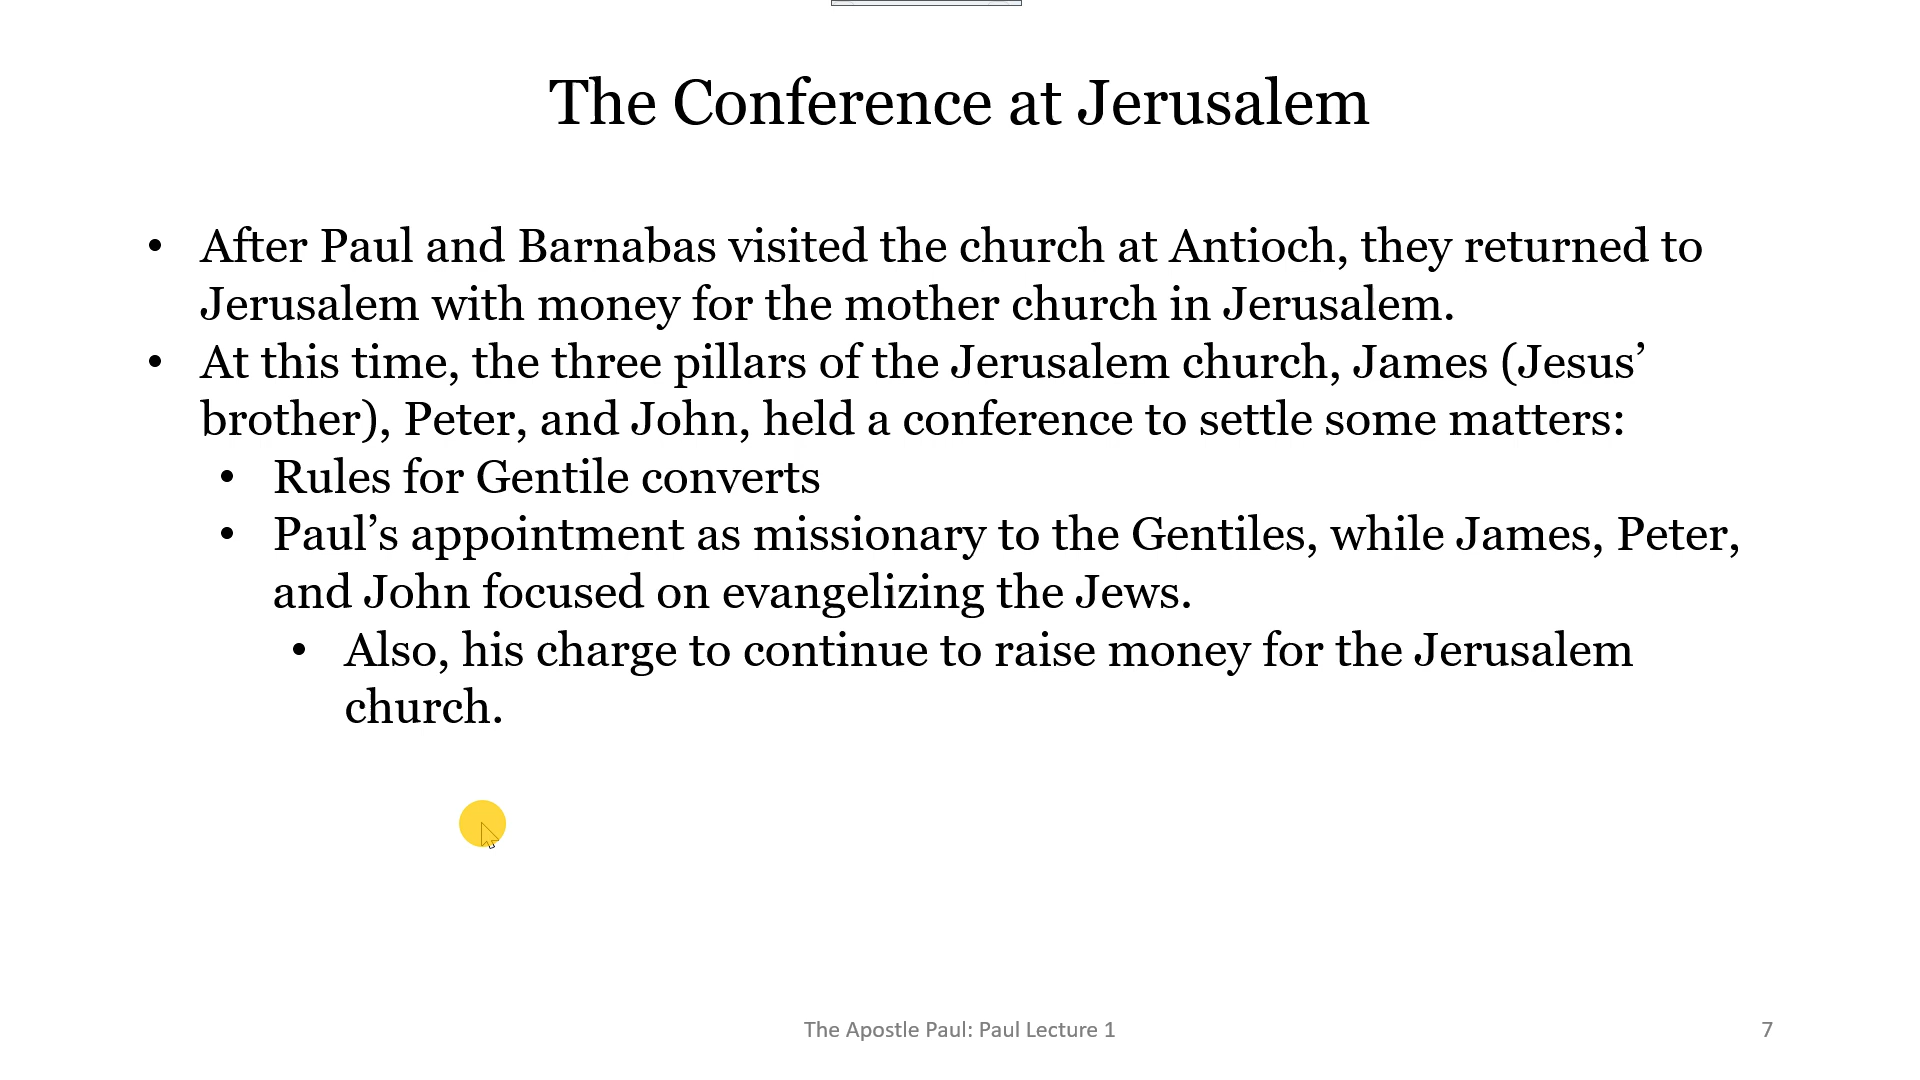 The Conference at Jerusalem
• After Paul and Barnabas visited the church at Antioch, they returned to
Jerusalem with money for the mother church in Jerusalem.
• At this time, the three pillars of the Jerusalem church, James (Jesus’
brother), Peter, and John, held a conference to settle some matters:
• Rules for Gentile converts
• Paul’s appointment as missionary to the Gentiles, while James, Peter,
and John focused on evangelizing the Jews.
• Also, his charge to continue to raise money for the Jerusalem
church.
The Apostle Paul: Paul Lecture 1
7